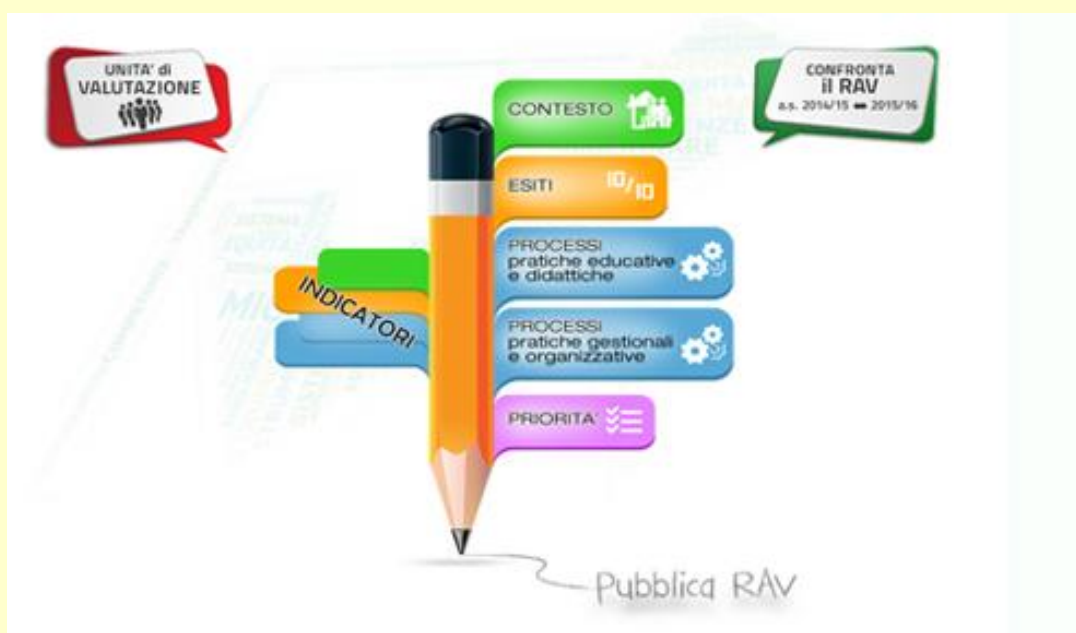 UNITA' di
VALUTAZIONE
CONFRONTA
il RAV
a.s. 2014/15 ⬌ 2015/16
CONTESTO
ESITI 10/10
PROCESSI
pratiche educative
e didattiche
INDICATORI
PROCESSI
pratiche gestionali
e organizzative
PRIORITA'
Pubblica RAV